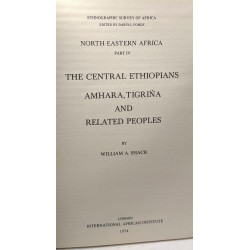 ETHNOGRAPHIC SURVEY OF AFRICA
EDITED BY DARYLL FORDE
NORTH EASTERN AFRICA
PART IV
THE CENTRAL ETHIOPIANS
AMHARA, TIGRIÑA
AND
RELATED PEOPLES
BY
WILLIAM A. SHACK
LONDON
INTERNATIONAL AFRICAN INSTITUTE
1974